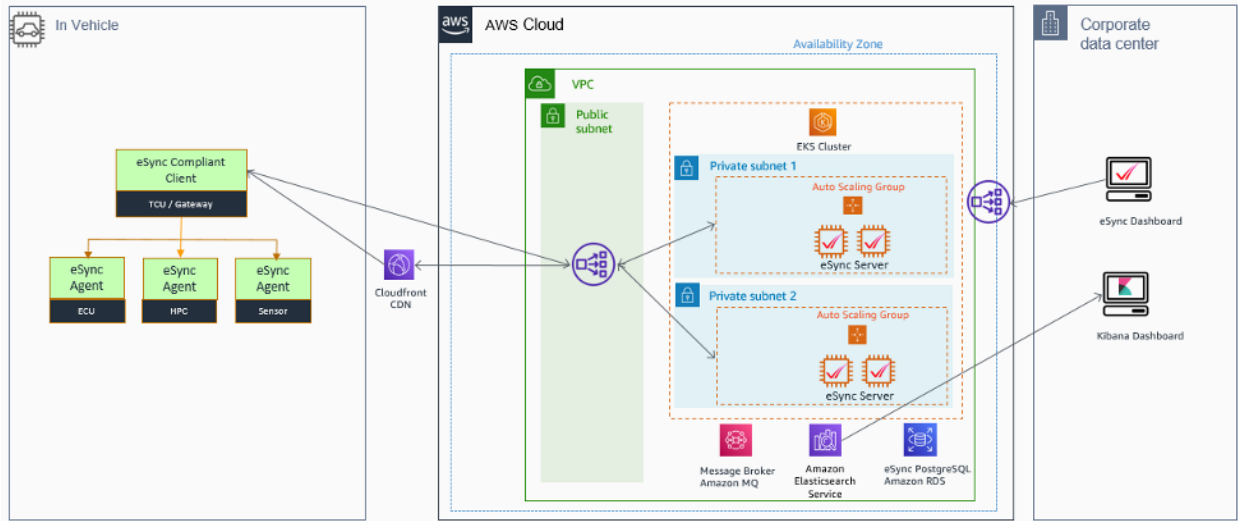 In Vehicle
eSync Compliant
Client
TCU / Gateway
eSync
Agent
ECU
eSync
Agent
HPC
eSync
Agent
Sensor
Cloudfront
CDN
aws
AWS Cloud
Availability Zone
VPC
Public
subnet
EKS Cluster
Private subnet 1
Auto Scaling Group
eSync Server
Private subnet 2
Auto Scaling Group
eSync Server
Message Broker
Amazon MQ
Amazon
Elasticsearch
Service
eSync PostgreSQL
Amazon RDS
Corporate
data center
eSync Dashboard
Kibana Dashboard